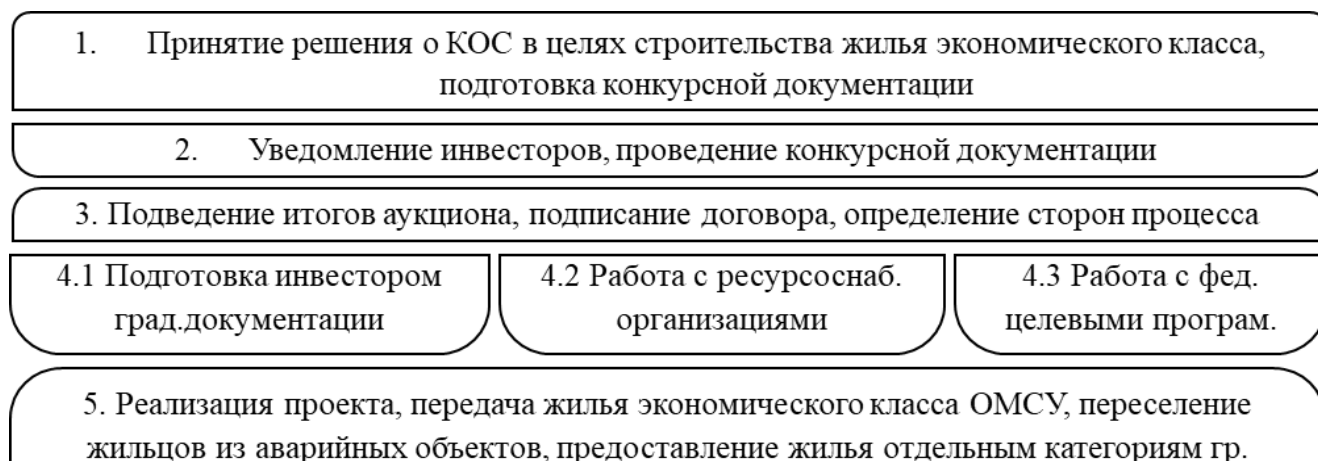 1. Принятие решения о КОС в целях строительства жилья экономического класса,
подготовка конкурсной документации
2. Уведомление инвесторов, проведение конкурсной документации
3. Подведение итогов аукциона, подписание договора, определение сторон процесса
4.1 Подготовка инвестором
град.документации
4.2 Работа с ресурсоснаб.
организациями
4.3 Работа с фед.
целевыми програм.
5. Реализация проекта, передача жилья экономического класса ОМСУ, переселение
жильцов из аварийных объектов, предоставление жилья отдельным категориям гр.